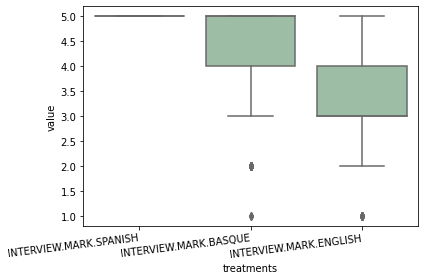 5.0
4.5
4.0
3.5
3.0
2.5
2.0
1.5
1.0
value
INTERVIEW.MARK.SPANISH
INTERVIEW.MARK.BASQUE
INTERVIEW.MARK.ENGLISH
treatments